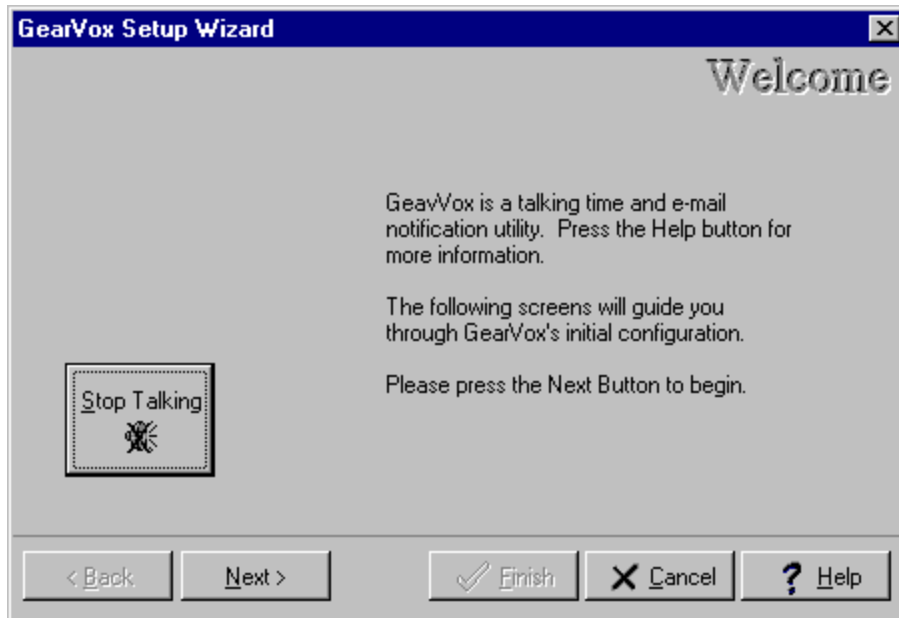 GearVox Setup Wizard
Welcome
GeavVox is a talking time and e-mail
notification utility.  Press the Help button for
more information.
The following screens will guide you
through GearVox's initial configuration.
Please press the Next Button to begin.
Stop Talking
< Back
Next >
Finish
Cancel
? Help